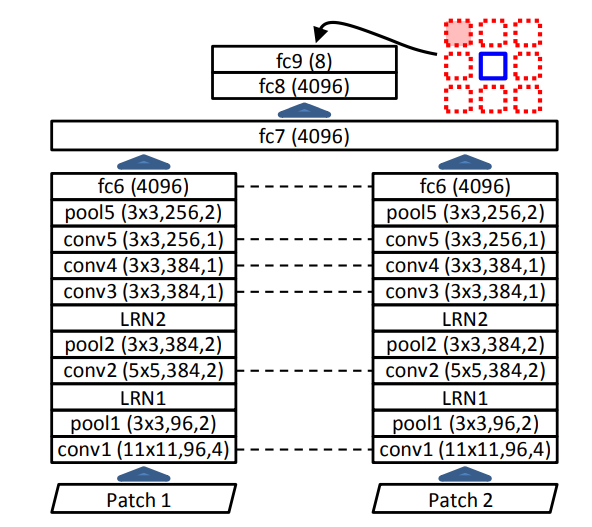 fc9 (8)
fc8 (4096)
fc7 (4096)
fc6 (4096)
pool5 (3x3,256,2)
conv5 (3x3,256,1)
conv4 (3x3,384,1)
conv3 (3x3,384,1)
LRN2
pool2 (3x3,384,2)
conv2 (5x5,384,2)
LRN1
pool1 (3x3,96,2)
conv1 (11x11,96,4)
Patch 1
fc6 (4096)
pool5 (3x3,256,2)
conv5 (3x3,256,1)
conv4 (3x3,384,1)
conv3 (3x3,384,1)
LRN2
pool2 (3x3,384,2)
conv2 (5x5,384,2)
LRN1
pool1 (3x3,96,2)
conv1 (11x11,96,4)
Patch 2